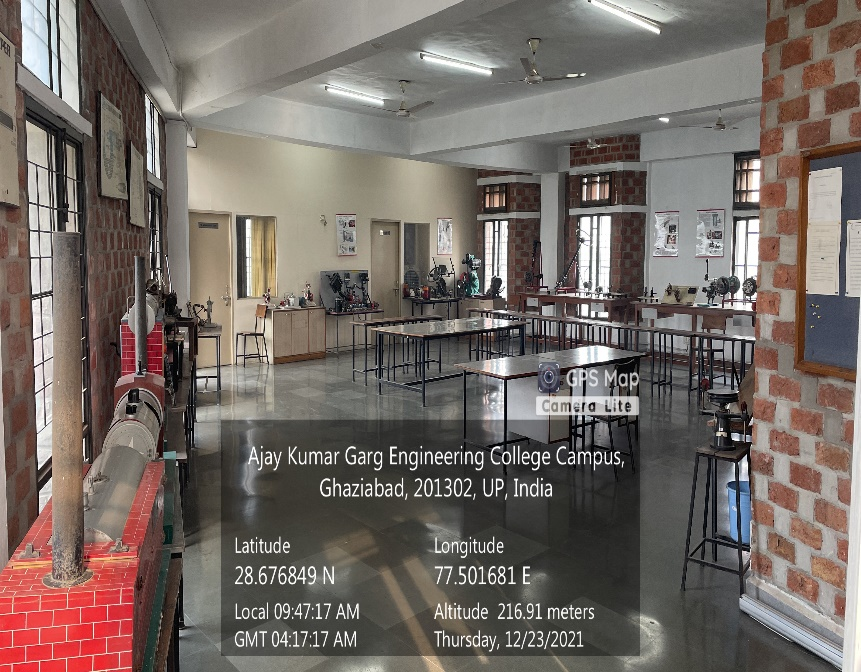 GPS Map
Camera Lite
Ajay Kumar Garg Engineering College Campus,
Ghaziabad, 201302, UP, India
Latitude
28.676849 N
Longitude
77.501681 E
Local 09:47:17 AM
GMT 04:17:17 AM
Altitude 216.91 meters
Thursday, 12/23/2021